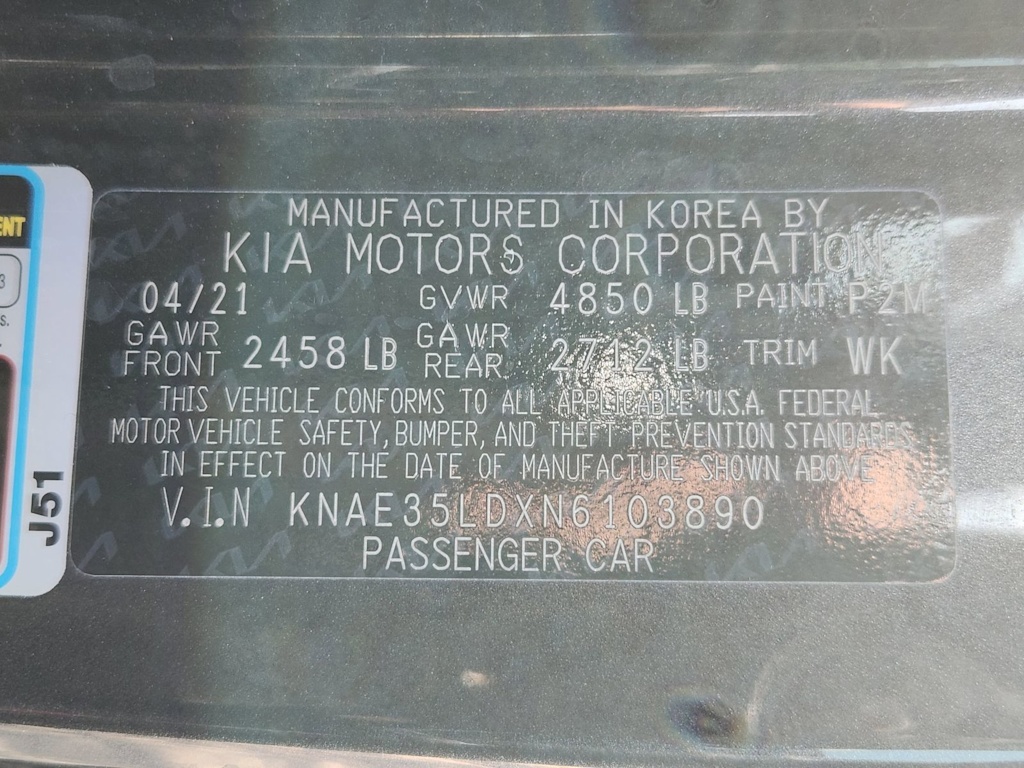 MANUFACTURED IN KOREA BY
KIA MOTORS CORPORATION
04/21 GVWR 4850 LB PAINT P2M
GAWR FRONT 2458 LB GAWR REAR 2712 LB TRIM WK
THIS VEHICLE CONFORMS TO ALL APPLICABLE U.S.A. FEDERAL
MOTOR VEHICLE SAFETY, BUMPER, AND THEFT PREVENTION STANDARDS
IN EFFECT ON THE DATE OF MANUFACTURE SHOWN ABOVE
V.I.N KNAE35LDXN6103890
PASSENGER CAR
J51